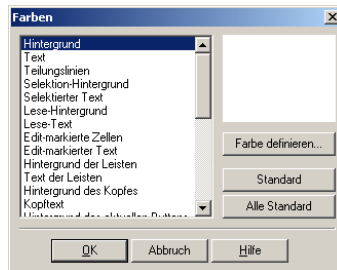 Farben
Hintergrund
Text
Teilungslinien
Selektion-Hintergrund
Selektierter Text
Lese-Hintergrund
Lese-Text
Edit-markierte Zellen
Edit-markierter Text
Hintergrund der Leisten
Text der Leisten
Hintergrund des Kopfes
Kopftext
Farbe definieren...
Standard
Alle Standard
OK
Abbruch
Hilfe